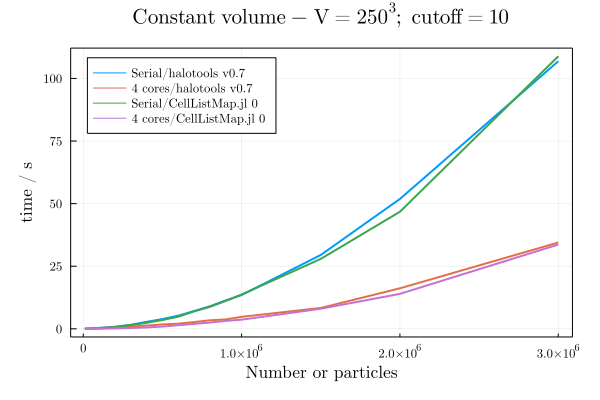 Constant volume − V = 250³; cutoff = 10
100
75
50
25
0
time / s
Serial/halotools v0.7
4 cores/halotools v0.7
Serial/CellListMap.jl 0
4 cores/CellListMap.jl 0
0
1.0×10⁶
2.0×10⁶
3.0×10⁶
Number or particles